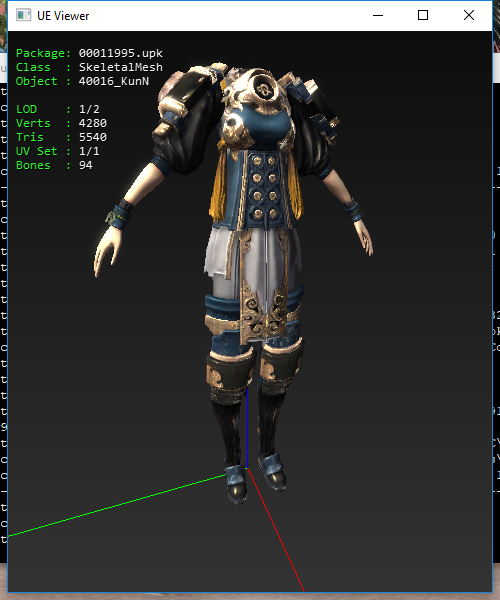 UE Viewer
Package: 00011995.upk
Class  : SkeletalMesh
Object : 40016_KunN
LOD    : 1/2
Verts  : 4280
Tris   : 5540
UV Set : 1/1
Bones  : 94